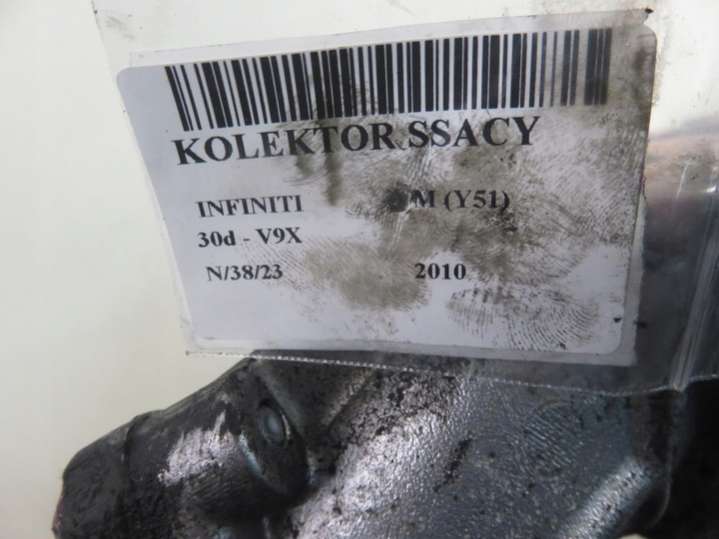 KOLEKTOR SSACY
INFINITI M (Y51)
30d - V9X
N/38/23 2010